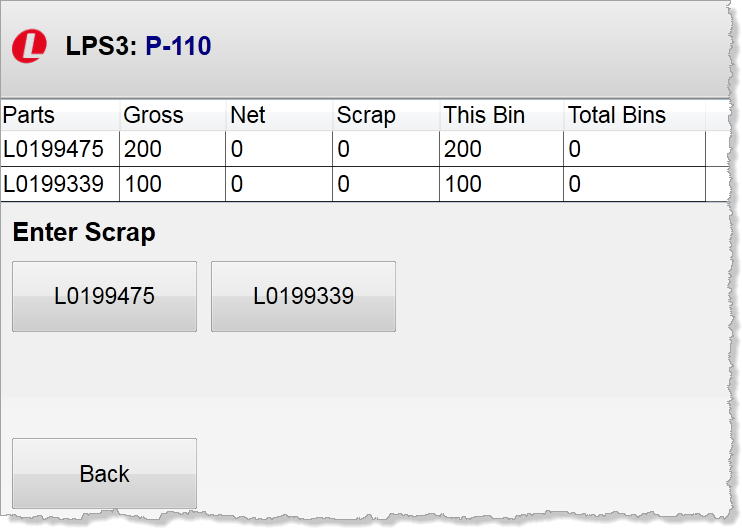 L LPS3: P-110
Parts Gross Net Scrap This Bin Total Bins
L0199475 200 0 0 200 0
L0199339 100 0 0 100 0
Enter Scrap
L0199475 L0199339
Back